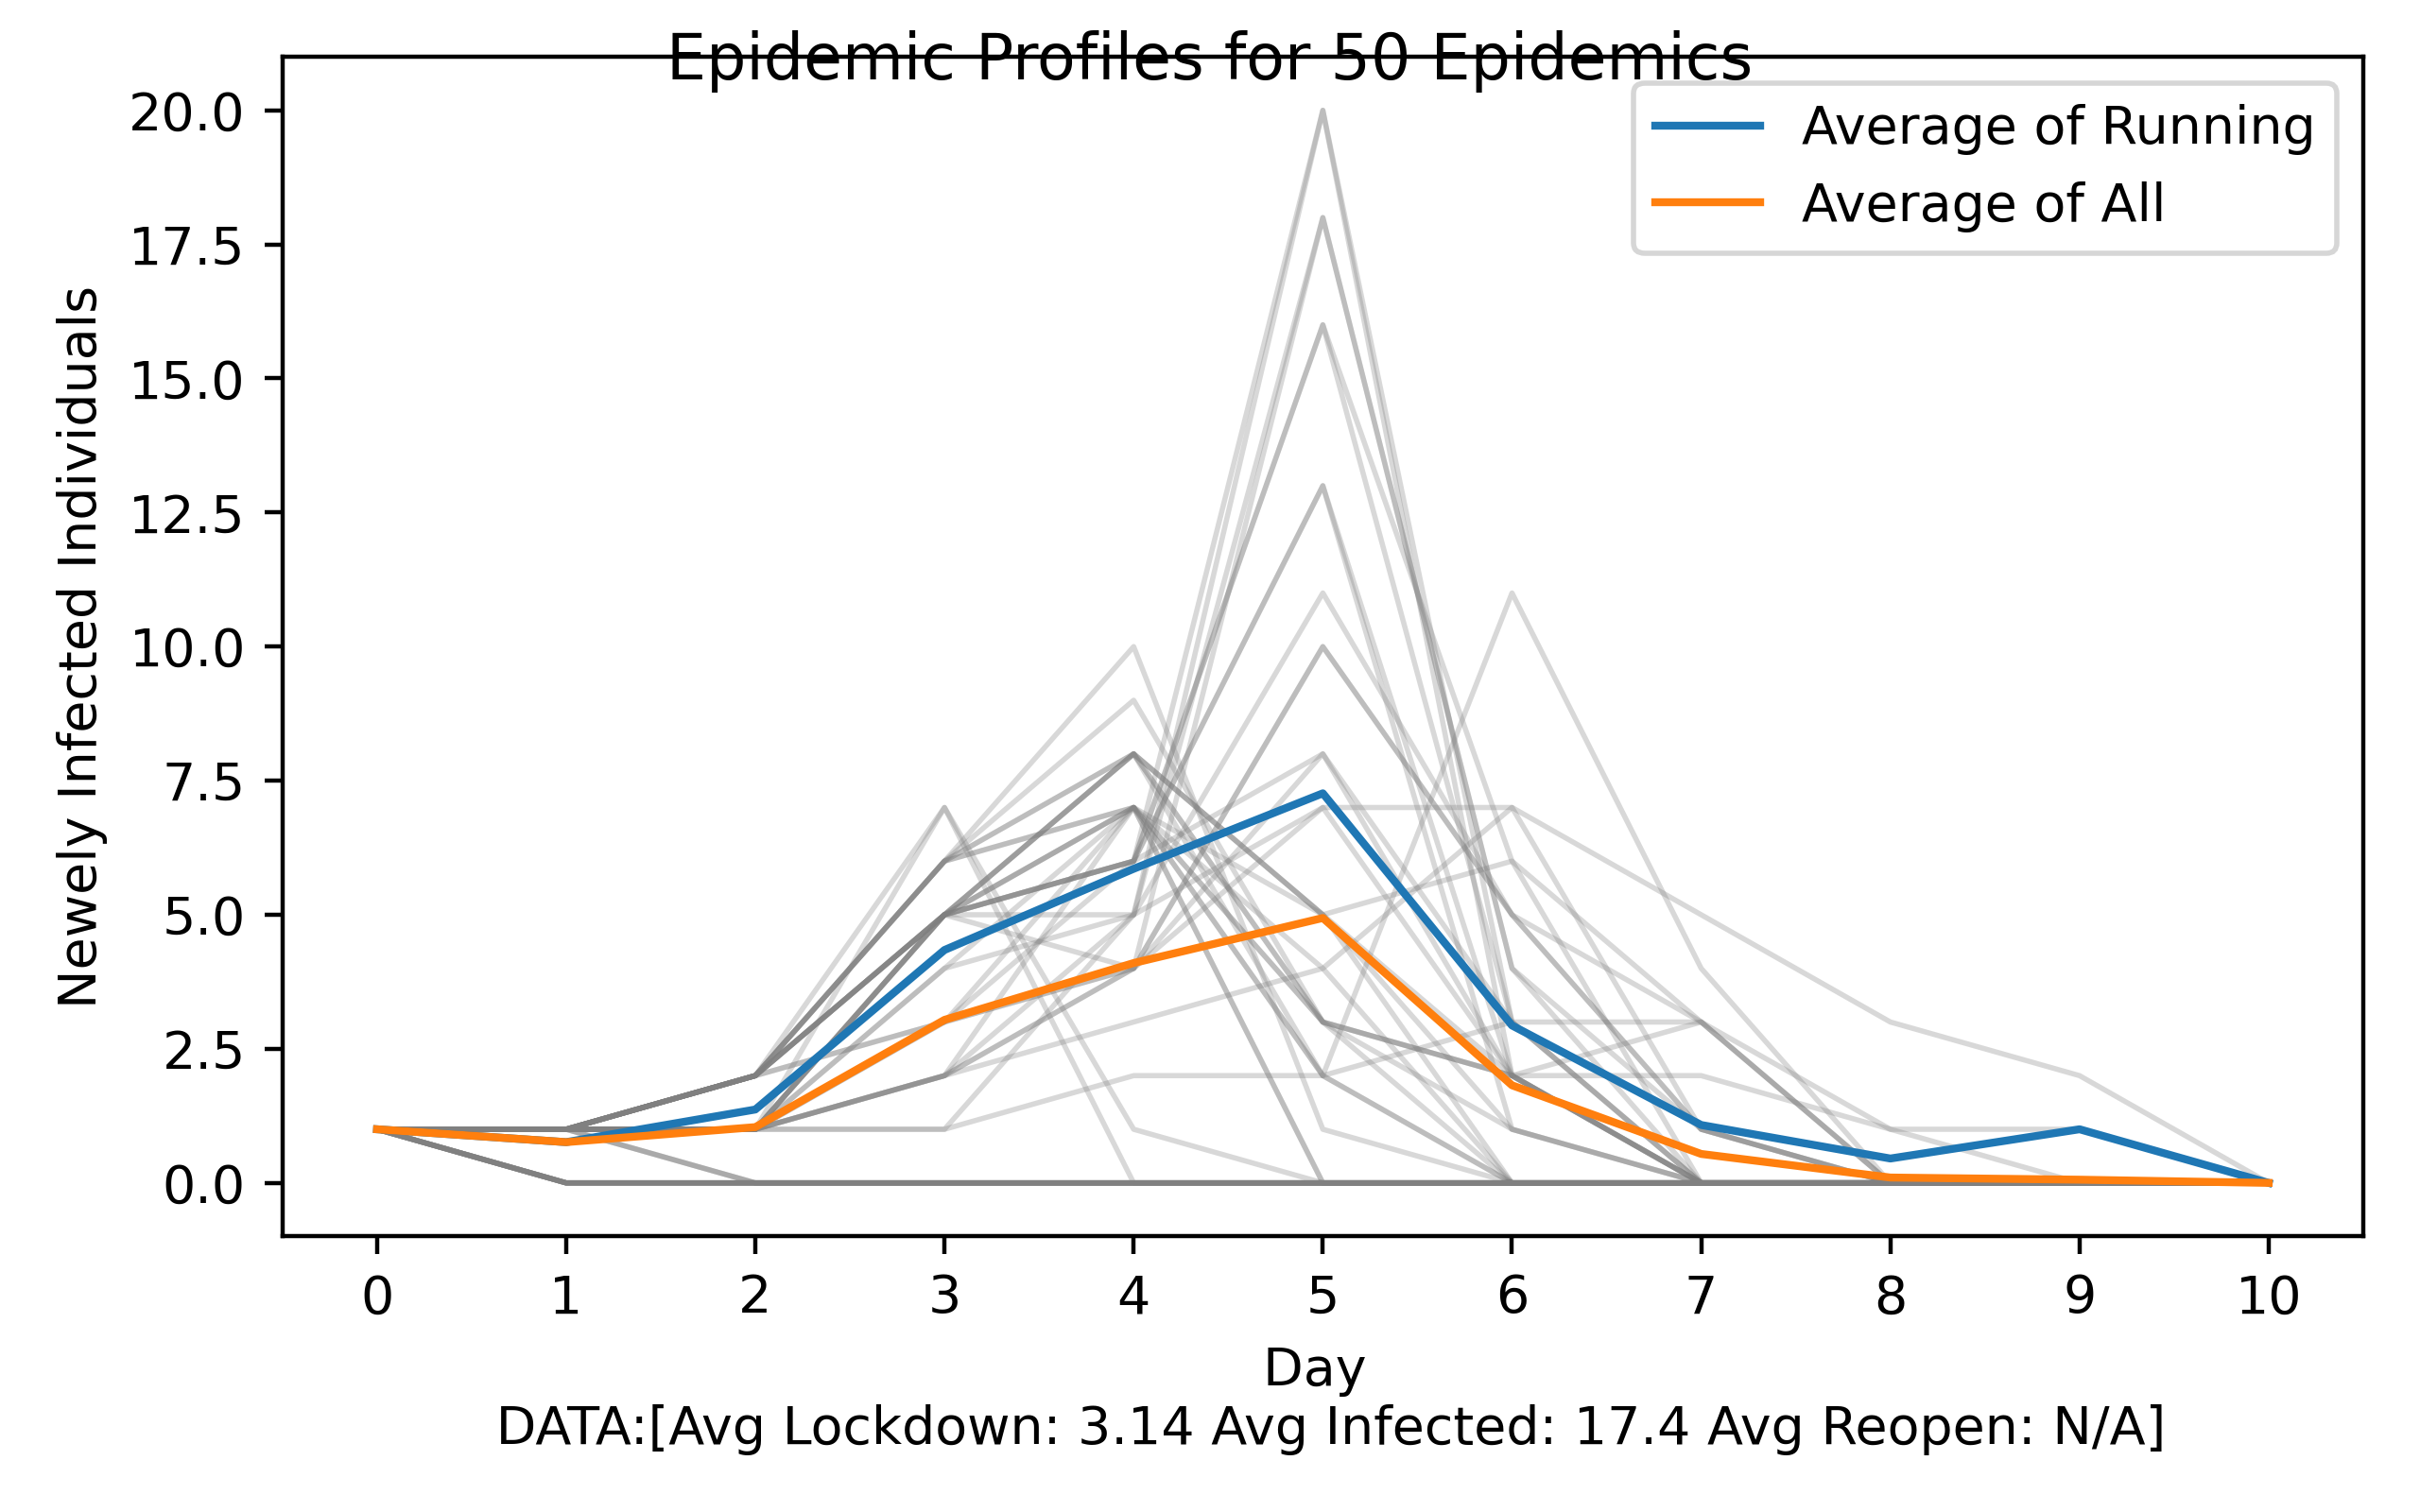 Epidemic Profiles for 50 Epidemics
Average of Running
Average of All
Newely Infected Individuals
20.0
17.5
15.0
12.5
10.0
7.5
5.0
2.5
0.0
0 1 2 3 4 5 6 7 8 9 10
Day
DATA:[Avg Lockdown: 3.14 Avg Infected: 17.4 Avg Reopen: N/A]